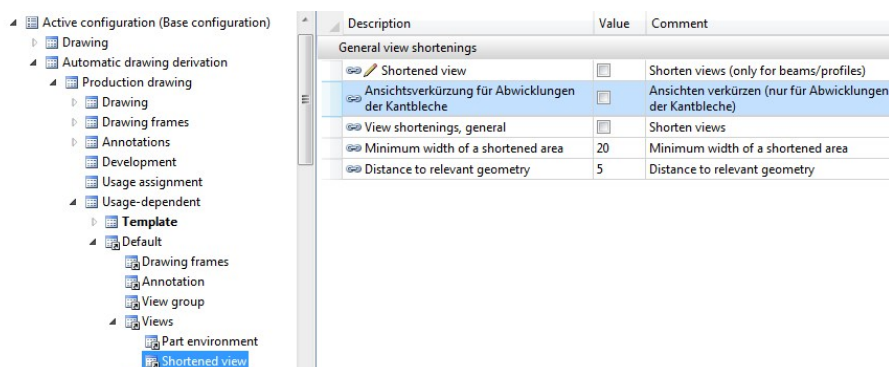 Active configuration (Base configuration)
Drawing
Automatic drawing derivation
Production drawing
Drawing
Drawing frames
Annotations
Development
Usage assignment
Usage-dependent
Template
Default
Drawing frames
Annotation
View group
Views
Part environment
Shortened view
Description Value Comment
General view shortenings
Shortened view Shorten views (only for beams/profiles)
Ansichtsverkürzung für Abwicklungen Ansichten verkürzen (nur für Abwicklungen
der Kantbleche der Kantbleche)
View shortenings, general Shorten views
Minimum width of a shortened area 20 Minimum width of a shortened area
Distance to relevant geometry 5 Distance to relevant geometry